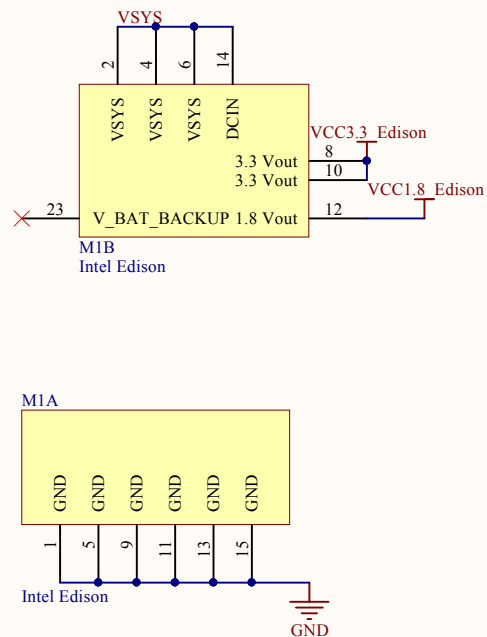 VSYS
2
4
6
14
VSYS
VSYS
VSYS
DCIN
VCC3.3_Edison
3.3 Vout
8
3.3 Vout
10
VCC1.8_Edison
23
V_BAT_BACKUP
1.8 Vout
12
M1B
Intel Edison
M1A
GND
GND
GND
GND
GND
GND
1
5
9
11
13
15
Intel Edison
GND